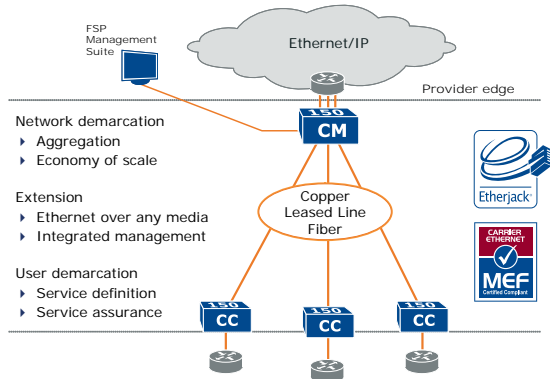 FSP
Management
Suite
Ethernet/IP
Provider edge
Network demarcation
Aggregation
Economy of scale
150
CM
Etherjack®
Extension
Ethernet over any media
Integrated management
Copper
Leased Line
Fiber
CARRIER
ETHERNET
MEF
Certified Compliant
User demarcation
Service definition
Service assurance
150
CC
150
CC
150
CC